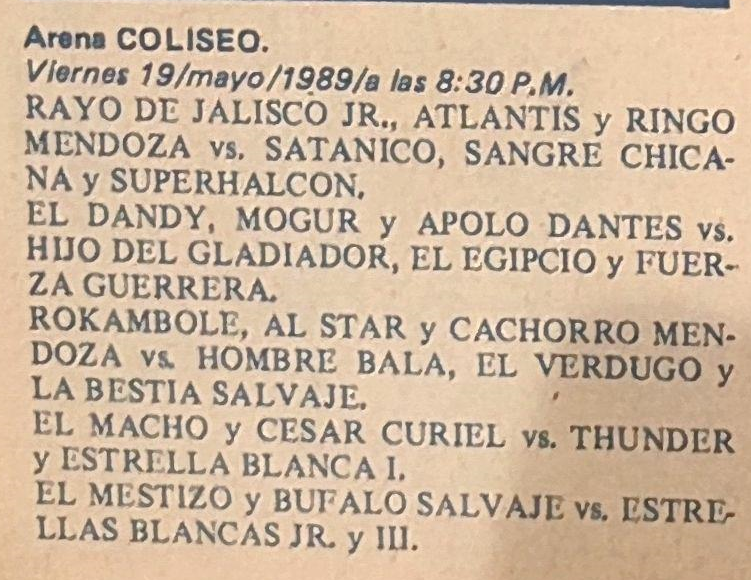 Arena COLISEO.
Viernes 19/mayo/1989/a las 8:30 P.M.
RAYO DE JALISCO JR., ATLANTIS y RINGO
MENDOZA vs. SATANICO, SANGRE CHICA-
NA y SUPERHALCON.
EL DANDY, MOGUR y APOLO DANTES vs.
HIJO DEL GLADIADOR, EL EGIPCIO y FUER-
ZA GUERRERA.
ROKAMBOLE, AL STAR y CACHORRO MEN-
DOZA vs. HOMBRE BALA, EL VERDUGO y
LA BESTIA SALVAJE.
EL MACHO y CESAR CURIEL vs. THUNDER
y ESTRELLA BLANCA I.
EL MESTIZO y BUFALO SALVAJE vs. ESTRE-
LLAS BLANCAS JR. y III.